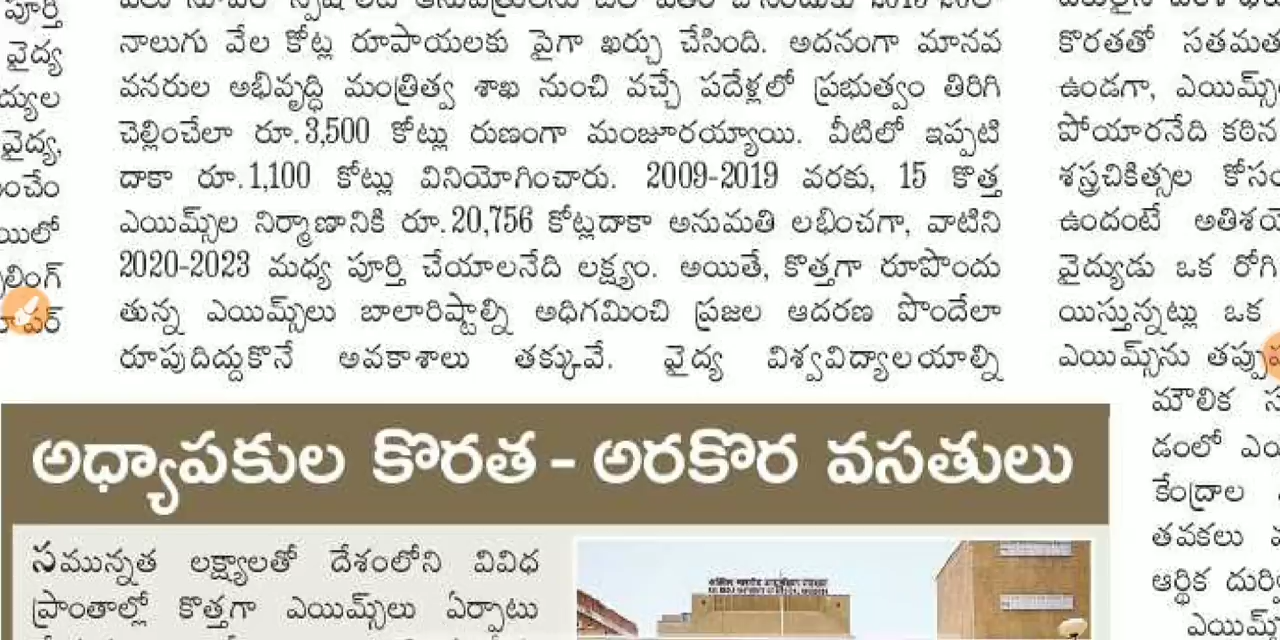 పూర్తి
వైద్య
ద్యుల
వైద్య,
ంచేం
యిలో
లింగ్
నాలుగు వేల కోట్ల రూపాయలకు పైగా ఖర్చు చేసింది. అదనంగా మానవ
వనరుల అభివృద్ధి మంత్రిత్వ శాఖ నుంచి వచ్చే పదేళ్లలో ప్రభుత్వం తిరిగి
చెల్లించేలా రూ.3,500 కోట్లు రుణంగా మంజూరయ్యాయి. వీటిలో ఇప్పటి
దాకా రూ.1,100 కోట్లు వినియోగించారు. 2009-2019 వరకు, 15 కొత్త
ఎయిమ్స్‌ల నిర్మాణానికి రూ.20,756 కోట్లదాకా అనుమతి లభించగా, వాటిని
2020-2023 మధ్య పూర్తి చేయాలనేది లక్ష్యం. అయితే, కొత్తగా రూపొందు
తున్న ఎయిమ్స్‌లు బాలారిష్టాల్ని అధిగమించి ప్రజల ఆదరణ పొందేలా
రూపుదిద్దుకొనే అవకాశాలు తక్కువే. వైద్య విశ్వవిద్యాలయాల్ని
అధ్యాపకుల కొరత - అరకొర వసతులు
సమున్నత లక్ష్యాలతో దేశంలోని వివిధ
ప్రాంతాల్లో కొత్తగా ఎయిమ్స్‌లు ఏర్పాటు
కొరతతో సతమత
ఉండగా, ఎయిమ్స్‌
పోయారనేది కఠిన
శస్త్రచికిత్సల కోసం
ఉందంటే అతిశయ
వైద్యుడు ఒక రోగి
యిస్తున్నట్లు ఒక
ఎయిమ్స్‌ను తప్పు
మౌలిక స
డంలో ఎయి
కేంద్రాల
తవకలు
ఆర్థిక దుర్వి
ఎయిమ్స్